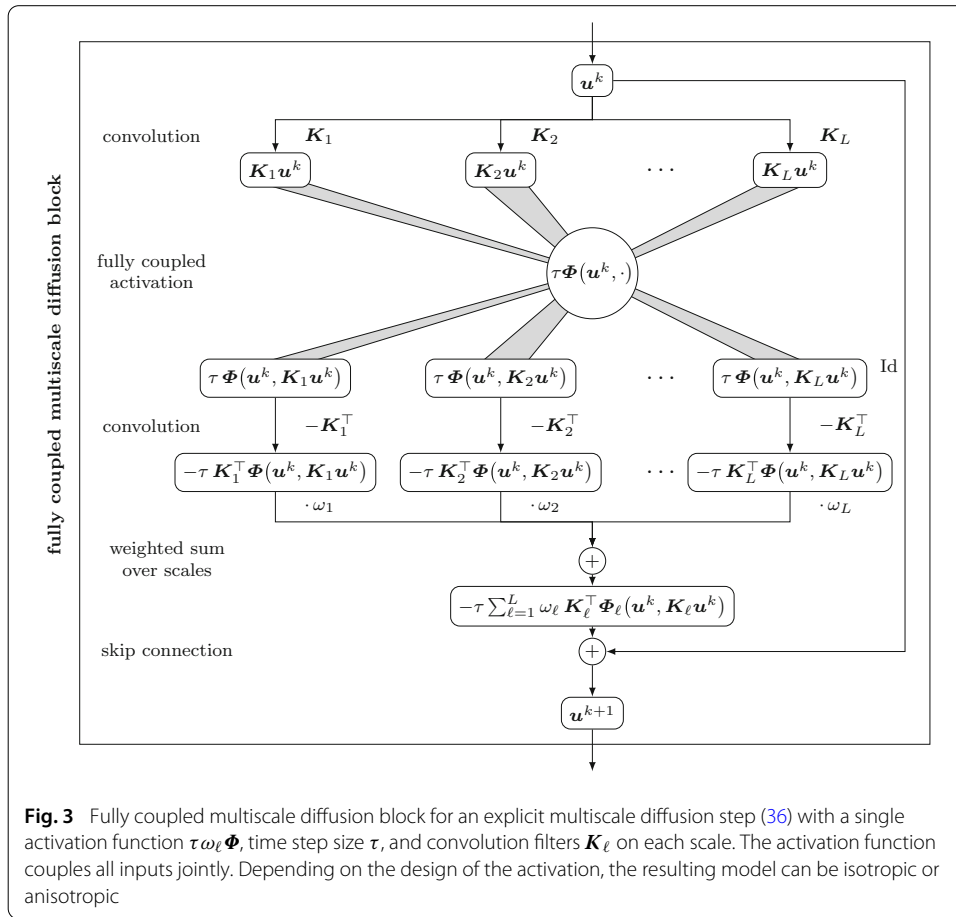 fully coupled multiscale diffusion block
u^k
convolution K_1 K_2 K_L
K_1u^k K_2u^k · · · K_Lu^k
fully coupled
activation
τΦ(u^k, ·)
τ Φ(u^k, K_1u^k) τ Φ(u^k, K_2u^k) · · · τ Φ(u^k, K_Lu^k) Id
convolution −K_1^⊤ −K_2^⊤ −K_L^⊤
−τ K_1^⊤Φ(u^k, K_1u^k) −τ K_2^⊤Φ(u^k, K_2u^k) · · · −τ K_L^⊤Φ(u^k, K_Lu^k)
· ω_1 · ω_2 · ω_L
weighted sum
over scales
+
−τ ∑_{ℓ=1}^L ω_ℓ K_ℓ^⊤Φ_ℓ(u^k, K_ℓu^k)
skip connection +
u^{k+1}
Fig. 3 Fully coupled multiscale diffusion block for an explicit multiscale diffusion step (36) with a single
activation function τω_ℓΦ, time step size τ, and convolution filters K_ℓ on each scale. The activation function
couples all inputs jointly. Depending on the design of the activation, the resulting model can be isotropic or
anisotropic